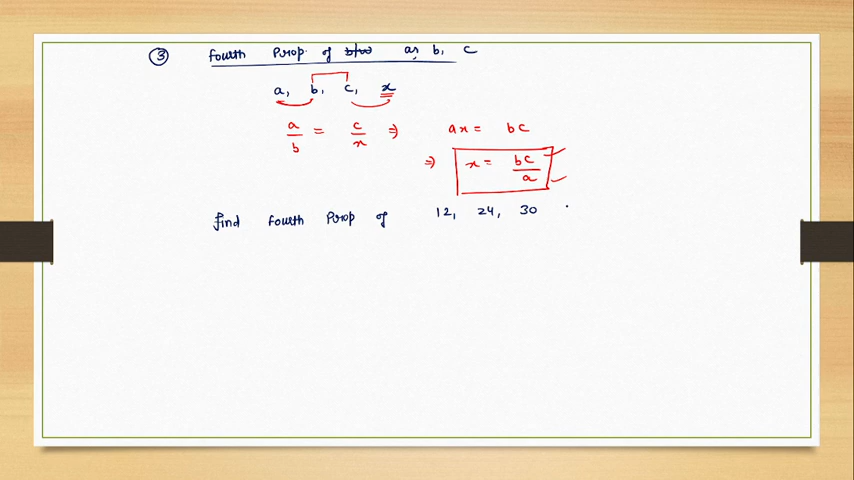 ③ fourth Prop. of a, b, c
a, b, c, x
a/b = c/x ⇒ ax = bc
⇒ x = bc/a
find fourth Prop of 12, 24, 30